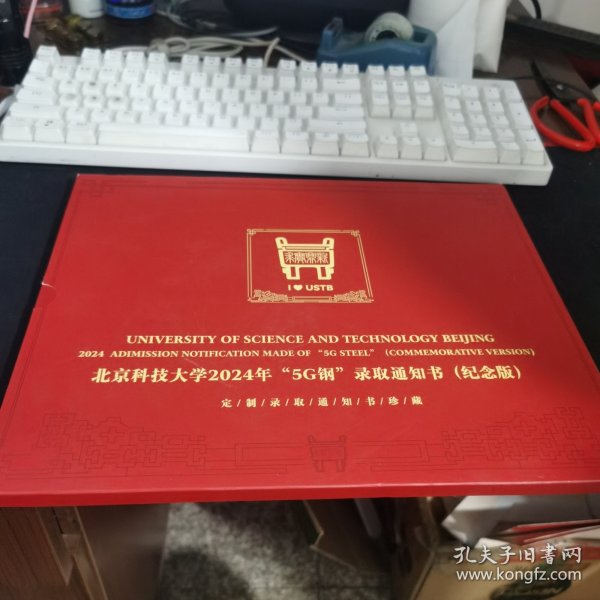 I ♥ USTB
UNIVERSITY OF SCIENCE AND TECHNOLOGY BEIJING
2024 ADIMISSION NOTIFICATION MADE OF "5G STEEL" (COMMEMORATIVE VERSION)
北京科技大学2024年“5G钢”录取通知书（纪念版）
定/制/录/取/通/知/书/珍/藏
孔夫子旧书网
www.kongfz.com